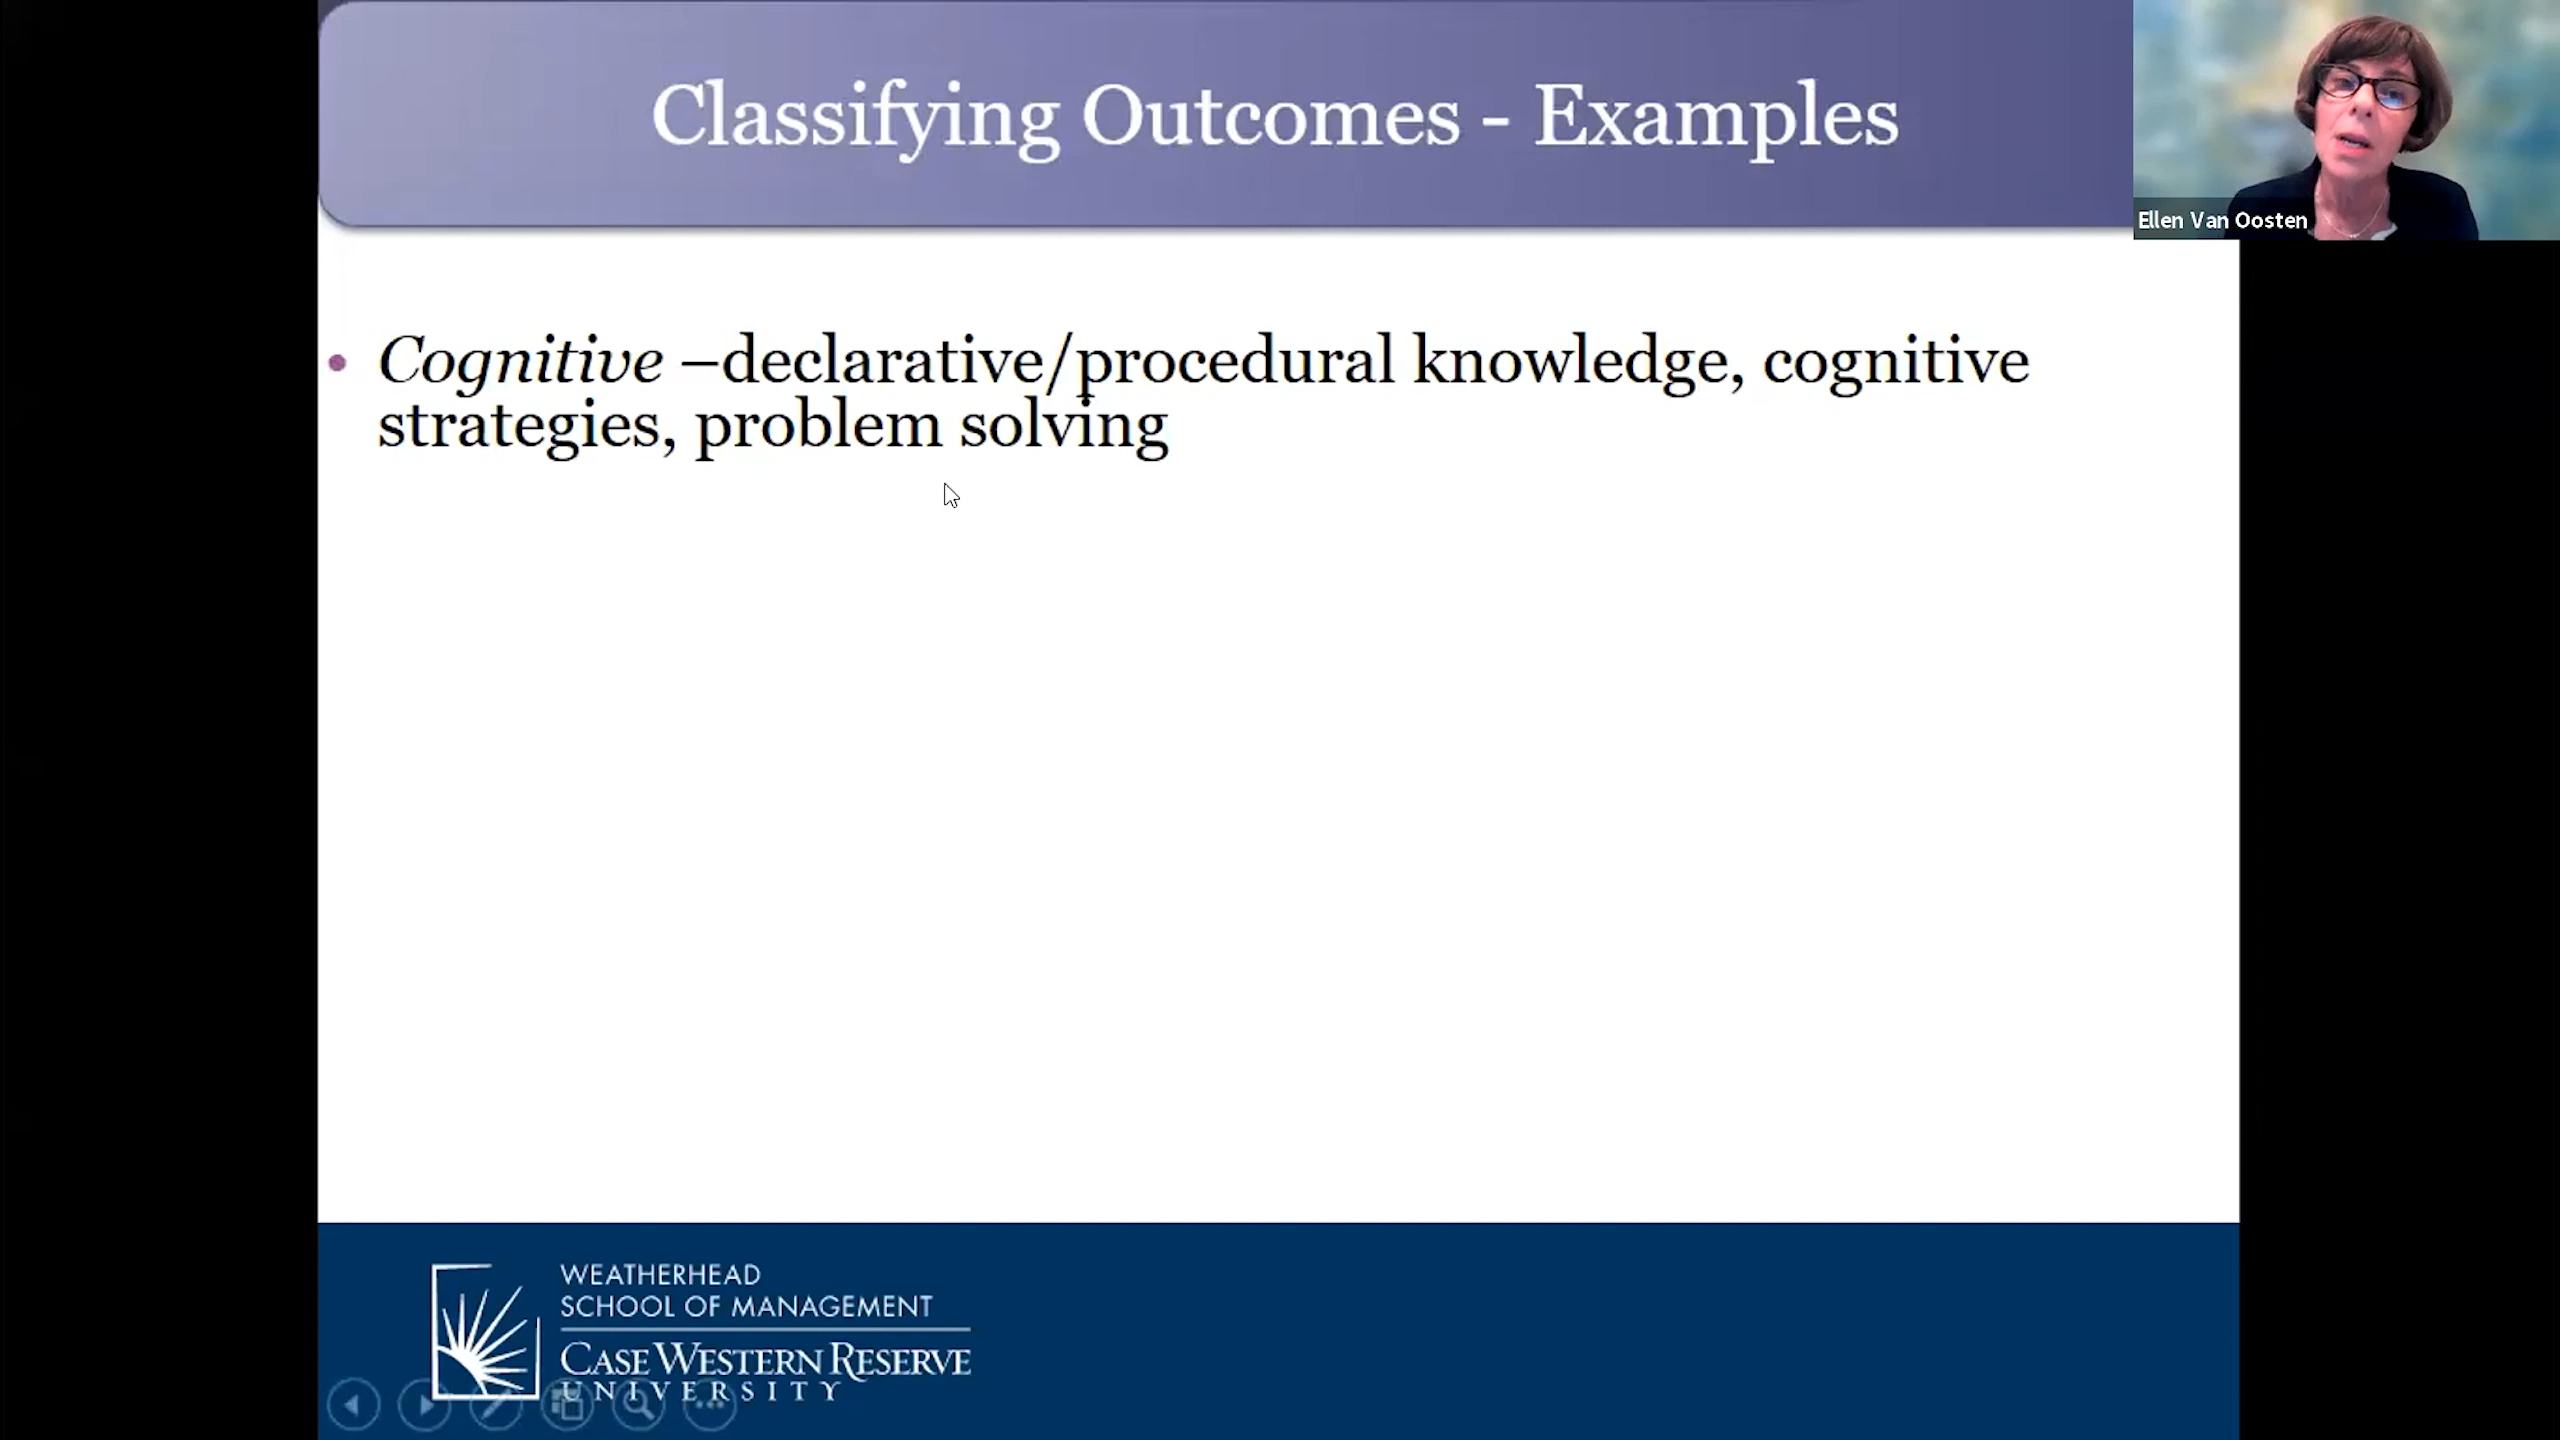 Classifying Outcomes - Examples
Ellen Van Oosten
• Cognitive –declarative/procedural knowledge, cognitive
strategies, problem solving
WEATHERHEAD
SCHOOL OF MANAGEMENT
CASE WESTERN RESERVE
UNIVERSITY